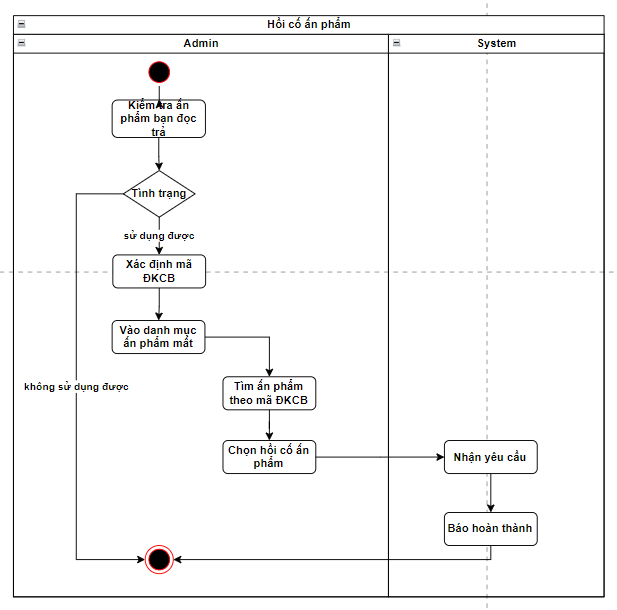 Hồi cố ấn phẩm
Admin
System
Kiểm tra ấn
phẩm bạn đọc
trả
Tình trạng
sử dụng được
Xác định mã
ĐKCB
Vào danh mục
ấn phẩm mất
không sử dụng được
Tìm ấn phẩm
theo mã ĐKCB
Chọn hồi cố ấn
phẩm
Nhận yêu cầu
Báo hoàn thành